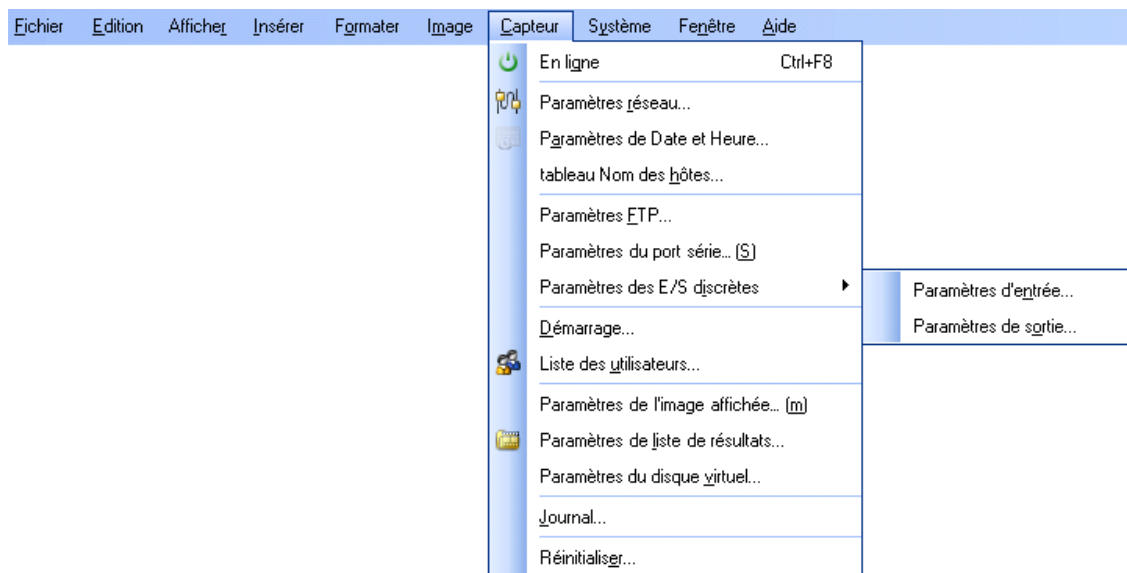 Fichier Edition Afficher Insérer Formater Image Capteur Système Fenêtre Aide
En ligne Ctrl+F8
Paramètres réseau...
Paramètres de Date et Heure...
tableau Nom des hôtes...
Paramètres FTP...
Paramètres du port série... (S)
Paramètres des E/S discrètes
Paramètres d'entrée...
Paramètres de sortie...
Démarrage...
Liste des utilisateurs...
Paramètres de l'image affichée... (m)
Paramètres de liste de résultats...
Paramètres du disque virtuel...
Journal...
Réinitialiser...